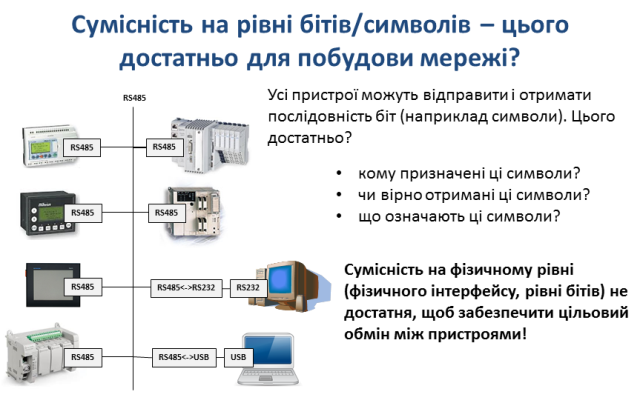 Сумісність на рівні бітів/символів – цього
достатньо для побудови мережі?
RS485
Усі пристрої можуть відправити і отримати
послідовність біт (наприклад символи). Цього
достатньо?
RS485 RS485
• кому призначені ці символи?
• чи вірно отримані ці символи?
• що означають ці символи?
RS485 RS485
Сумісність на фізичному рівні
(фізичного інтерфейсу, рівні бітів) не
достатня, щоб забезпечити цільовий
обмін між пристроями!
RS485 RS485<->RS232 RS232
RS485 RS485<->USB USB